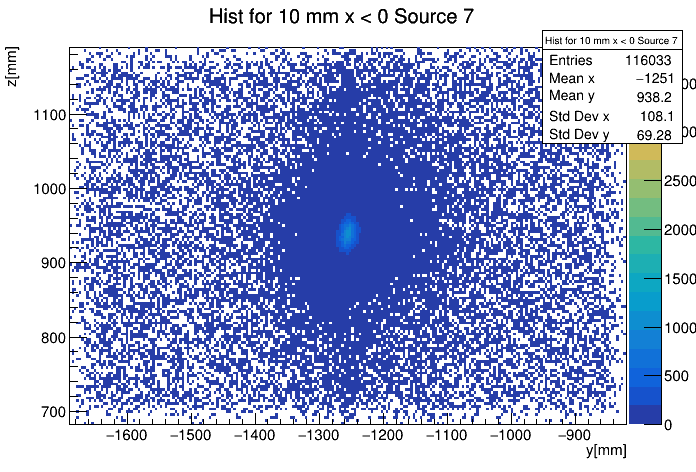 Hist for 10 mm x < 0 Source 7
z[mm]
Hist for 10 mm x < 0 Source 7
Entries 116033
Mean x −1251
Mean y 938.2
Std Dev x 108.1
Std Dev y 69.28
1100
1000
900
800
700
2500
2000
1500
1000
500
0
−1600 −1500 −1400 −1300 −1200 −1100 −1000 −900
y[mm]